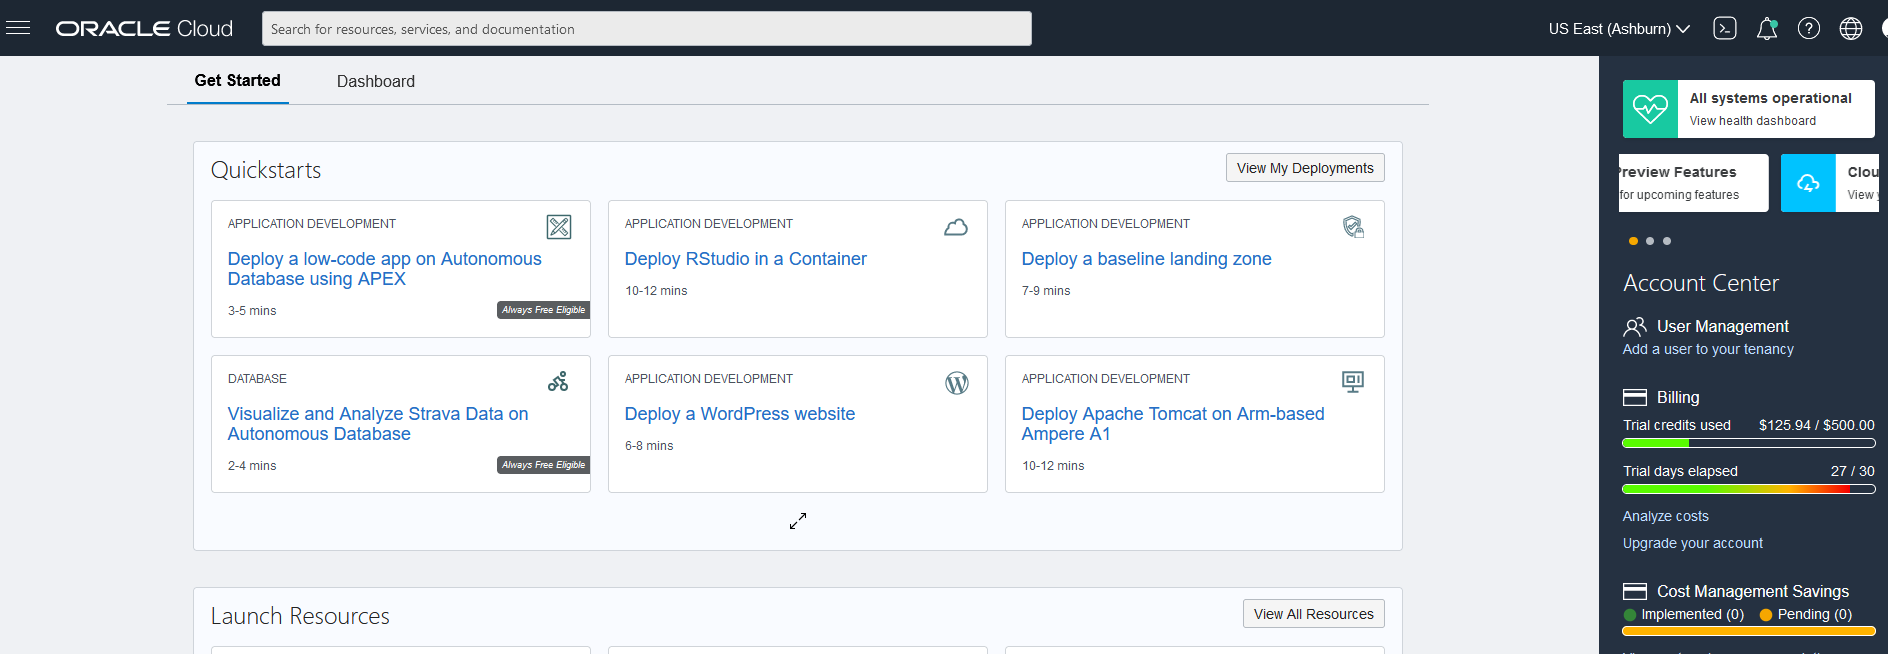 ORACLE Cloud
Search for resources, services, and documentation
US East (Ashburn)
Get Started
Dashboard
Quickstarts
View My Deployments
APPLICATION DEVELOPMENT
Deploy a low-code app on Autonomous
Database using APEX
3-5 mins
Always Free Eligible
APPLICATION DEVELOPMENT
Deploy RStudio in a Container
10-12 mins
APPLICATION DEVELOPMENT
Deploy a baseline landing zone
7-9 mins
DATABASE
Visualize and Analyze Strava Data on
Autonomous Database
2-4 mins
Always Free Eligible
APPLICATION DEVELOPMENT
Deploy a WordPress website
6-8 mins
APPLICATION DEVELOPMENT
Deploy Apache Tomcat on Arm-based
Ampere A1
10-12 mins
Launch Resources
View All Resources
All systems operational
View health dashboard
Preview Features
for upcoming features
Clou
View
Account Center
User Management
Add a user to your tenancy
Billing
Trial credits used $125.94 / $500.00
Trial days elapsed 27 / 30
Analyze costs
Upgrade your account
Cost Management Savings
Implemented (0) Pending (0)